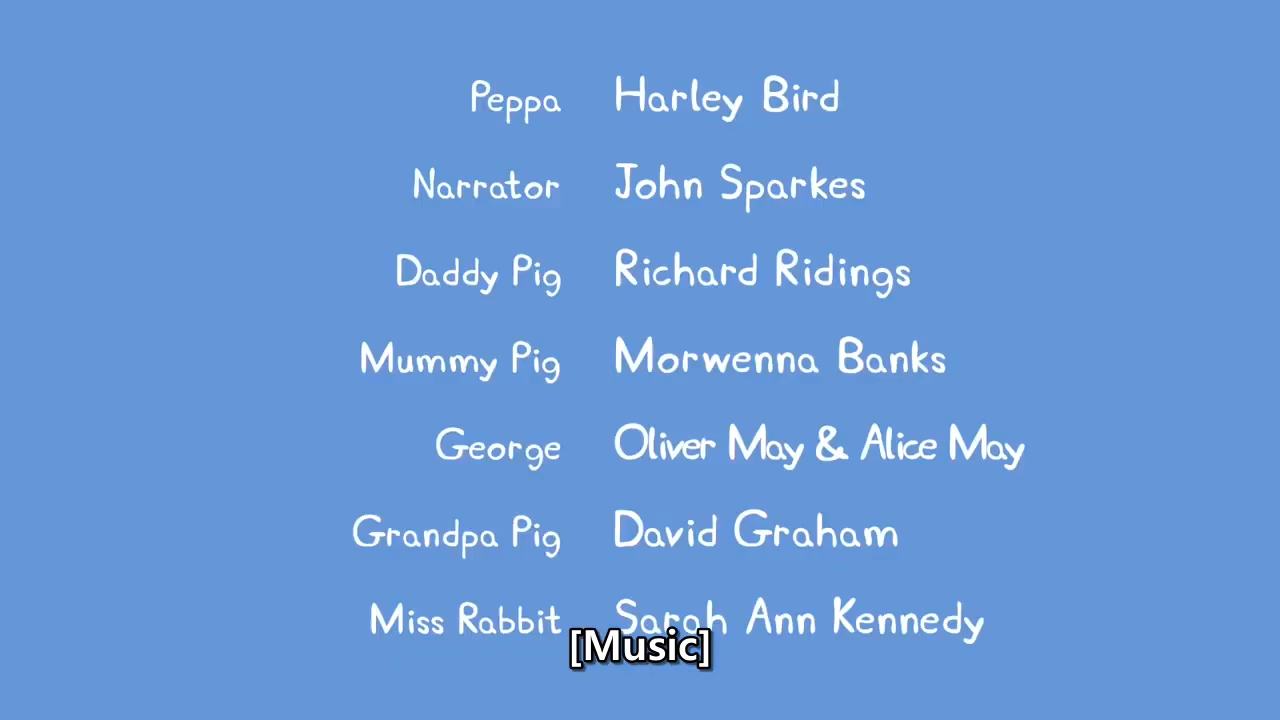 Peppa Harley Bird
Narrator John Sparkes
Daddy Pig Richard Ridings
Mummy Pig Morwenna Banks
George Oliver May & Alice May
Grandpa Pig David Graham
Miss Rabbit Sarah Ann Kennedy
[Music]